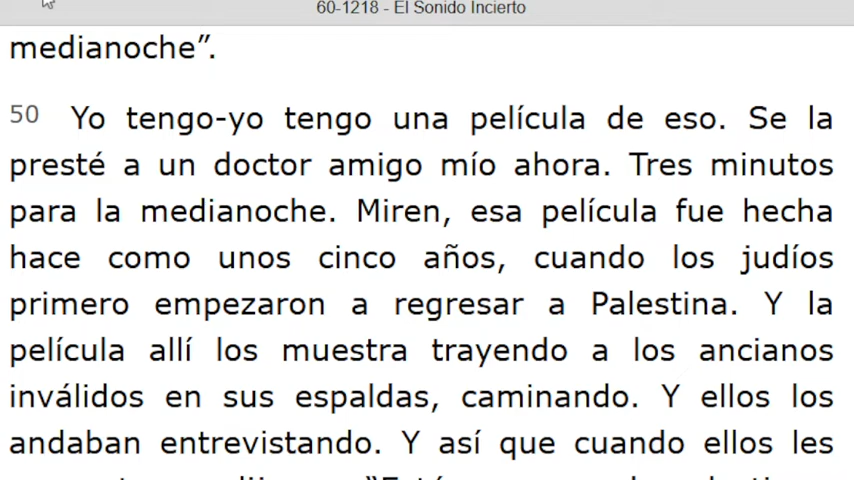 60-1218 - El Sonido Incierto
medianoche”.
50 Yo tengo-yo tengo una película de eso. Se la
presté a un doctor amigo mío ahora. Tres minutos
para la medianoche. Miren, esa película fue hecha
hace como unos cinco años, cuando los judíos
primero empezaron a regresar a Palestina. Y la
película allí los muestra trayendo a los ancianos
inválidos en sus espaldas, caminando. Y ellos los
andaban entrevistando. Y así que cuando ellos les